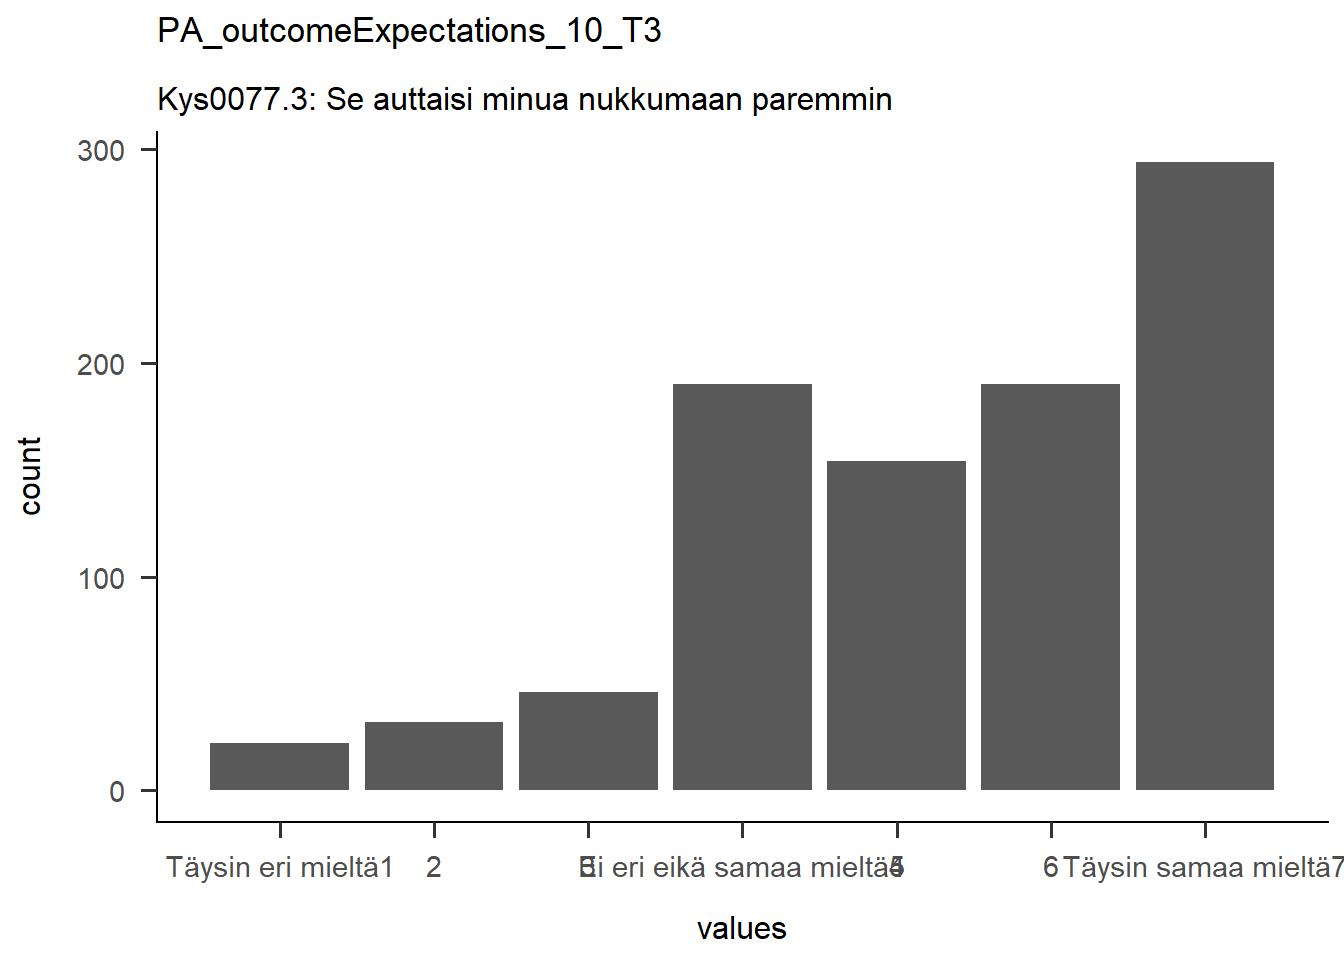 PA_outcomeExpectations_10_T3
Kys0077.3: Se auttaisi minua nukkumaan paremmin
300
200
100
0
count
Täysin eri mieltä1 2 3 Ei eri eikä samaa mieltä4 5 6 Täysin samaa mieltä7
values